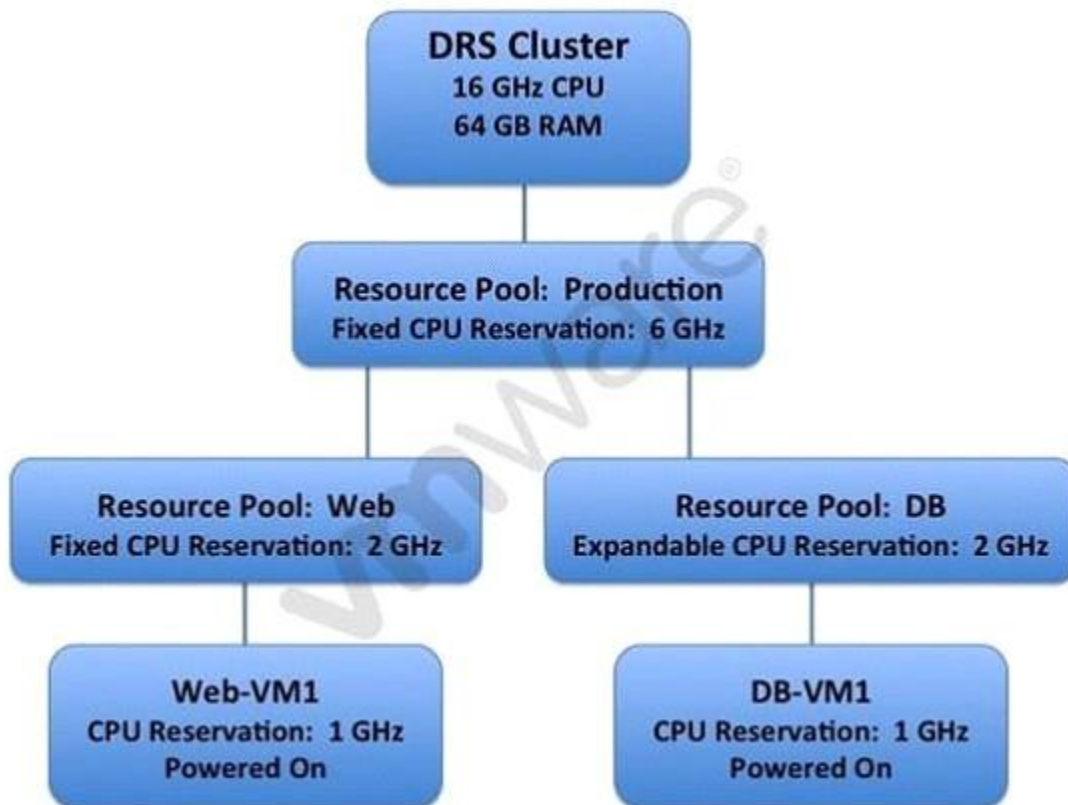 DRS Cluster
16 GHz CPU
64 GB RAM
Resource Pool: Production
Fixed CPU Reservation: 6 GHz
Resource Pool: Web
Fixed CPU Reservation: 2 GHz
Resource Pool: DB
Expandable CPU Reservation: 2 GHz
Web-VM1
CPU Reservation: 1 GHz
Powered On
DB-VM1
CPU Reservation: 1 GHz
Powered On
vmware®